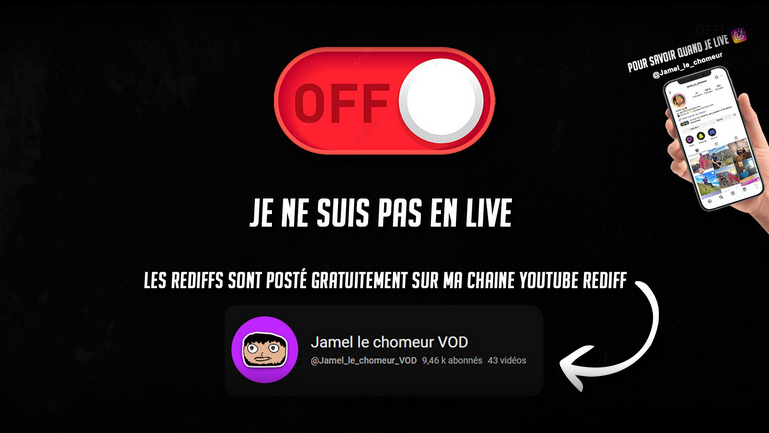 OFF
POUR SAVOIR QUAND JE LIVE
@Jamel_le_chomeur
JE NE SUIS PAS EN LIVE
LES REDIFFS SONT POSTÉ GRATUITEMENT SUR MA CHAINE YOUTUBE REDIFF
Jamel le chomeur VOD
@Jamel_le_chomeur_VOD 9,46 k abonnés 43 vidéos